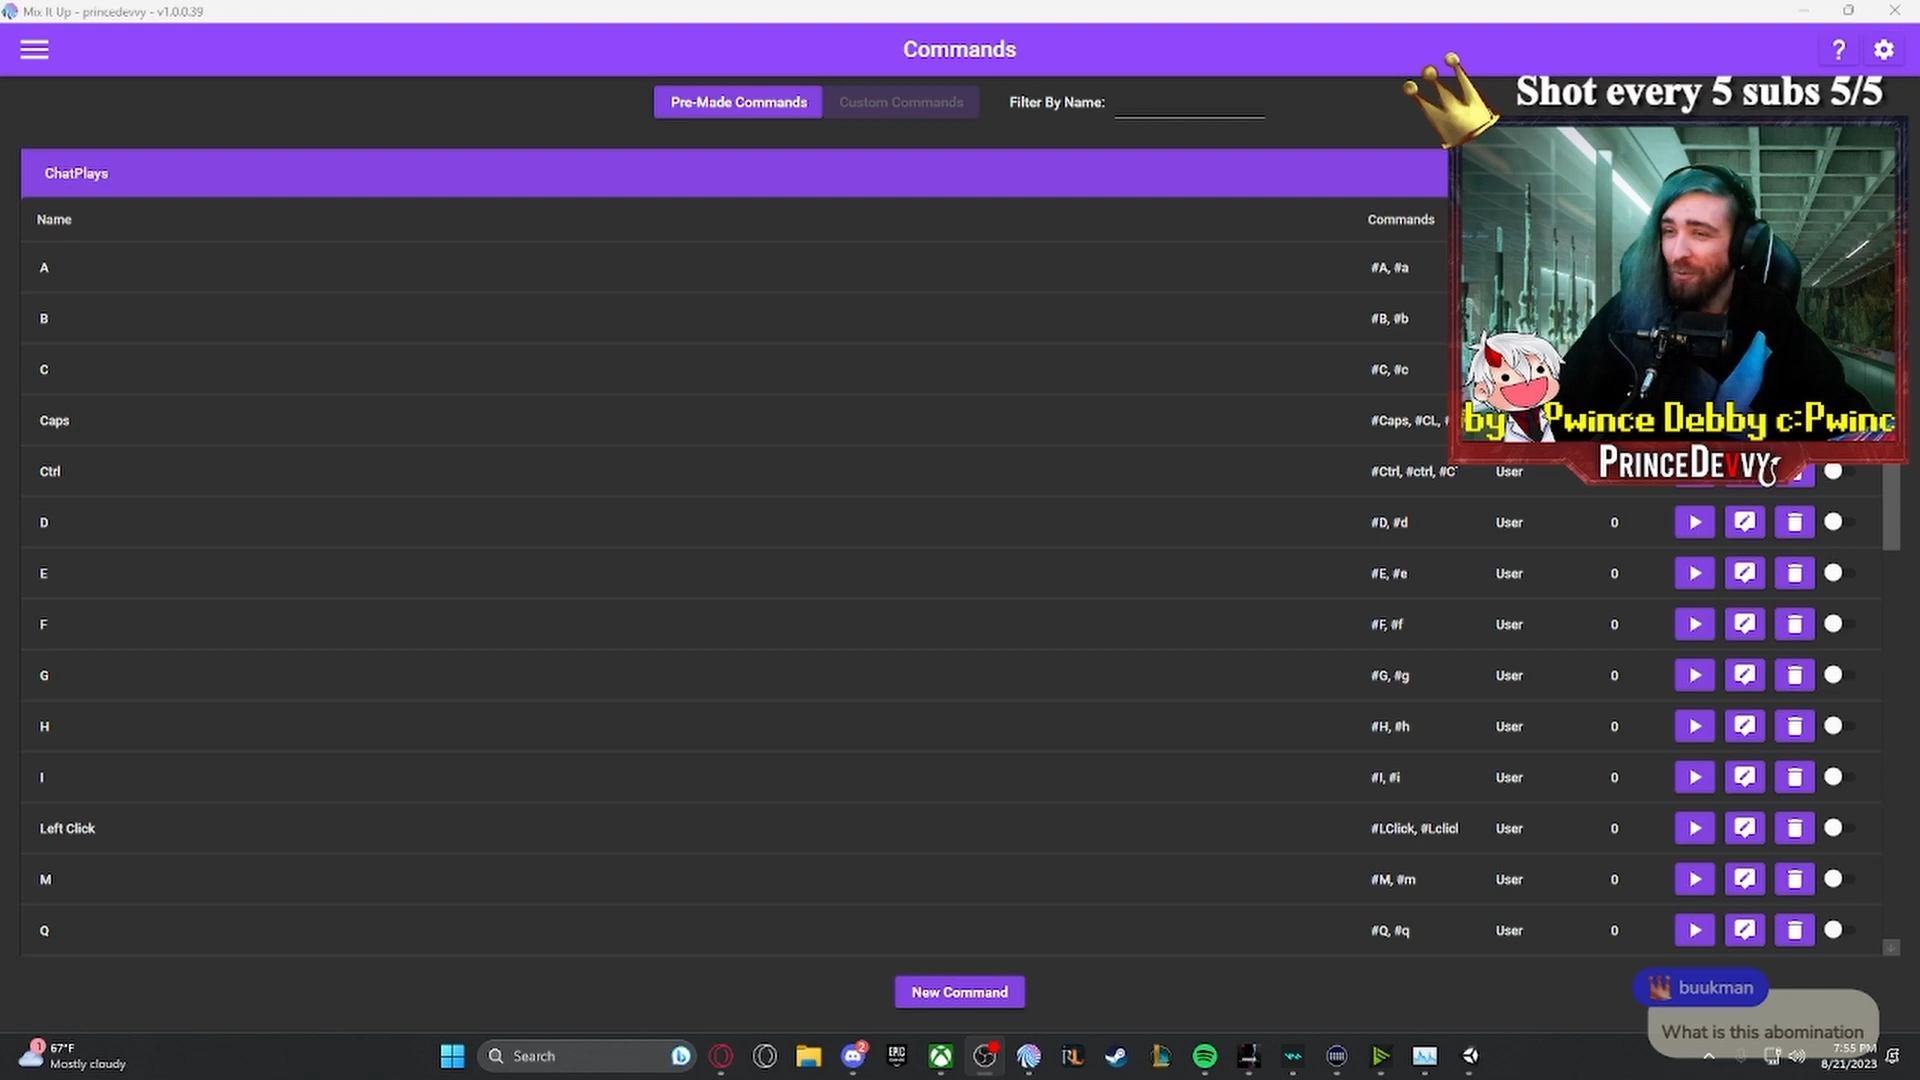 Mix It Up - princedevvy - v1.0.0.39
Commands
?
Shot every 5 subs 5/5
Pre-Made Commands
Custom Commands
Filter By Name:
ChatPlays
Name
Commands
A
#A, #a
B
#B, #b
C
#C, #c
Caps
#Caps, #CL,
by Pwince Debby c:Pwinc
PRINCEDEVVY
Ctrl
#Ctrl, #ctrl, #C
User
D
#D, #d
User
0
E
#E, #e
User
0
F
#F, #f
User
0
G
#G, #g
User
0
H
#H, #h
User
0
I
#I, #i
User
0
Left Click
#LClick, #Lclicl
User
0
M
#M, #m
User
0
Q
#Q, #q
User
0
New Command
buukman
What is this abomination
1
67°F
Mostly cloudy
Search
2
EPIC
RL
7:55 PM
8/21/2023